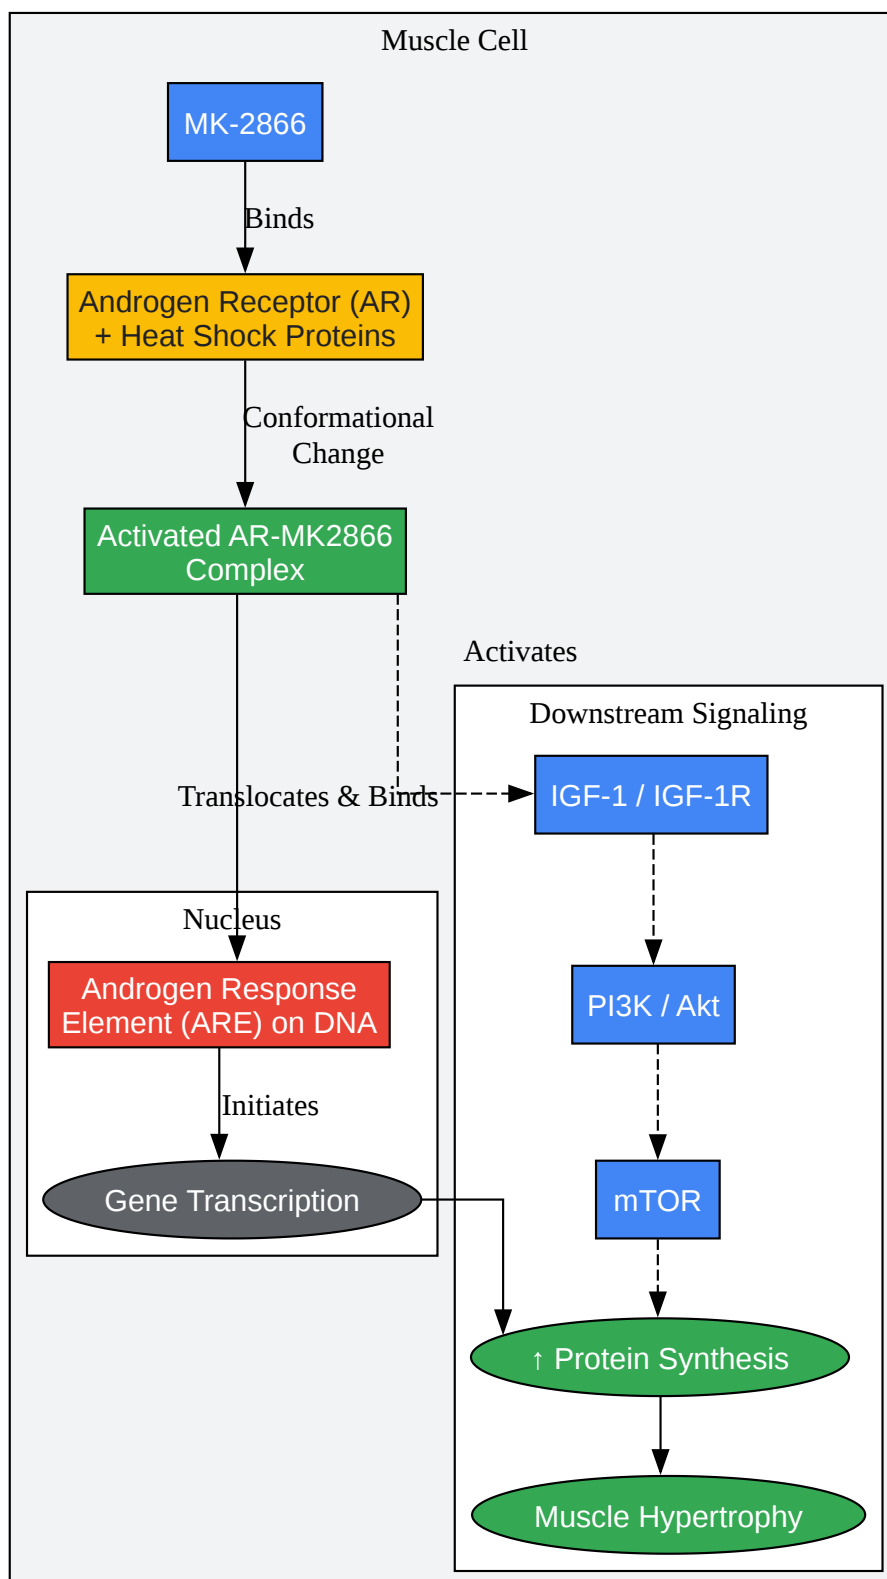 Muscle Cell
MK-2866
Binds
Androgen Receptor (AR)
+ Heat Shock Proteins
Conformational
Change
Activated AR-MK2866
Complex
Activates
Downstream Signaling
IGF-1 / IGF-1R
Translocates & Binds
Nucleus
Androgen Response
Element (ARE) on DNA
PI3K / Akt
Initiates
Gene Transcription
mTOR
↑ Protein Synthesis
Muscle Hypertrophy